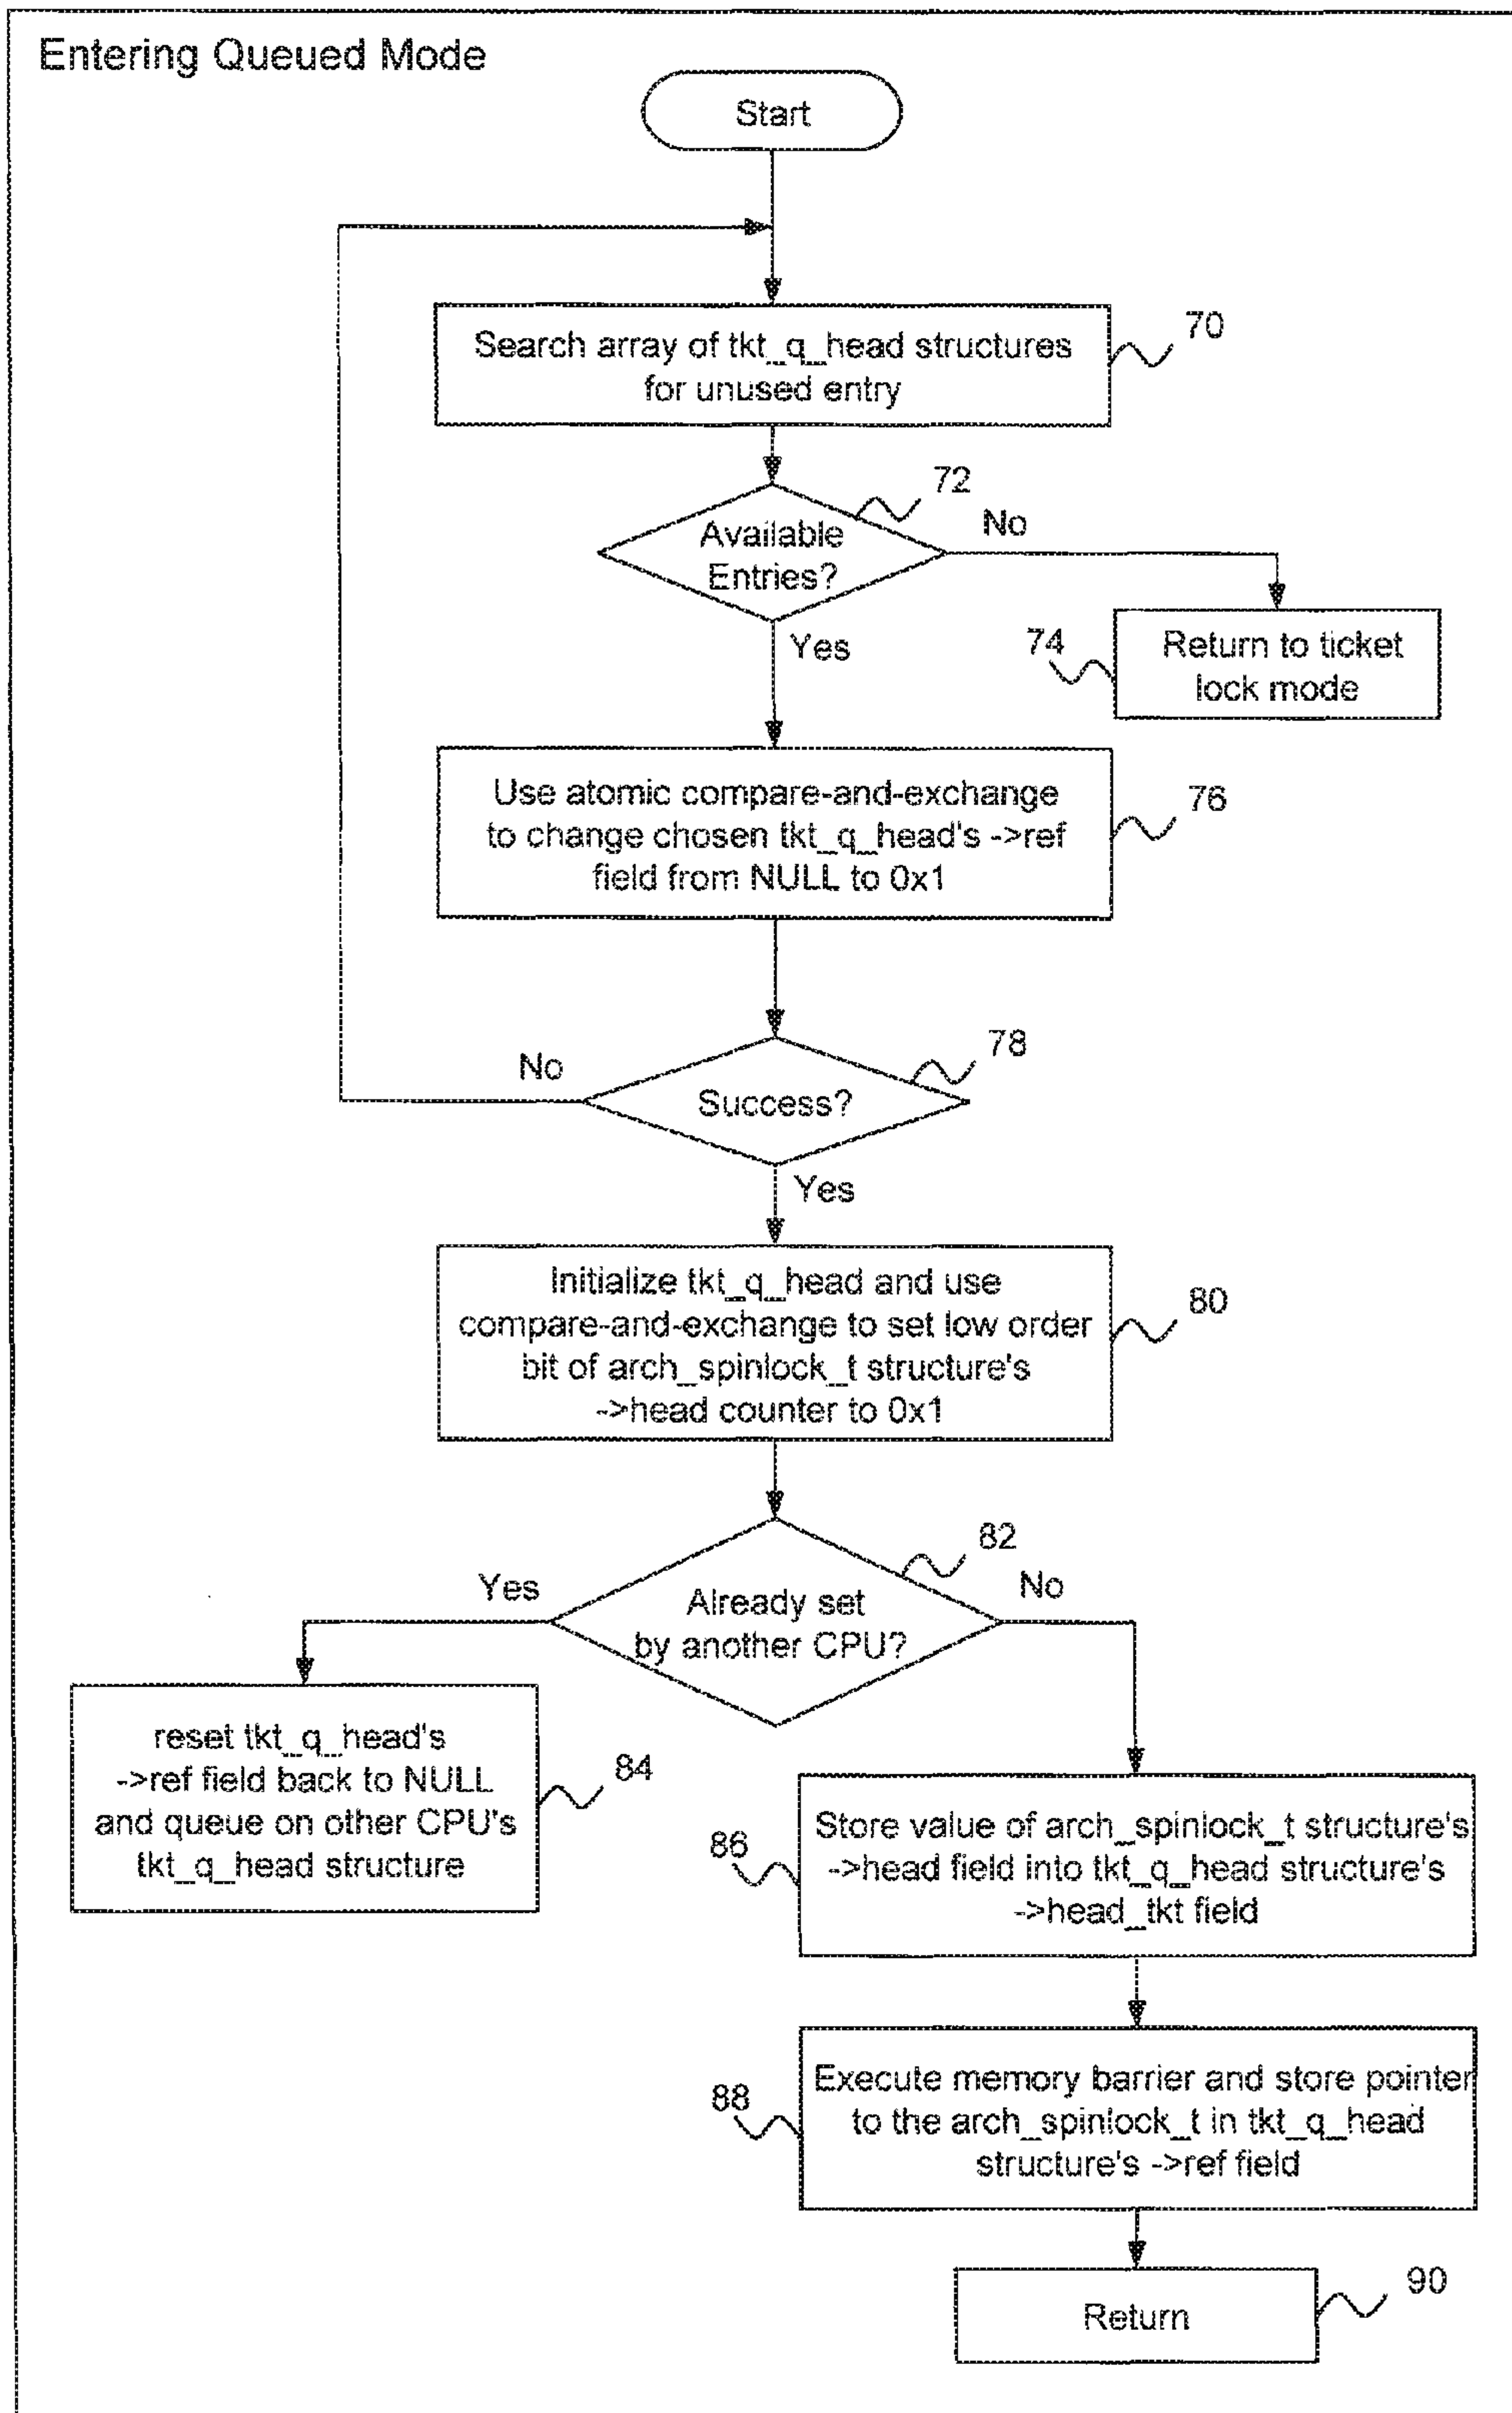 Entering Queued Mode
Start
Search array of tkt_q_head structures
for unused entry
70
72
Available
Entries?
No
Yes
74
Return to ticket
lock mode
Use atomic compare-and-exchange
to change chosen tkt_q_head's ->ref
field from NULL to 0x1
76
78
No
Success?
Yes
Initialize tkt_q_head and use
compare-and-exchange to set low order
bit of arch_spinlock_t structure's
->head counter to 0x1
80
82
Yes
Already set
by another CPU?
No
reset tkt_q_head's
->ref field back to NULL
and queue on other CPU's
tkt_q_head structure
84
86
Store value of arch_spinlock_t structure's
->head field into tkt_q_head structure's
->head_tkt field
88
Execute memory barrier and store pointer
to the arch_spinlock_t in tkt_q_head
structure's ->ref field
Return
90